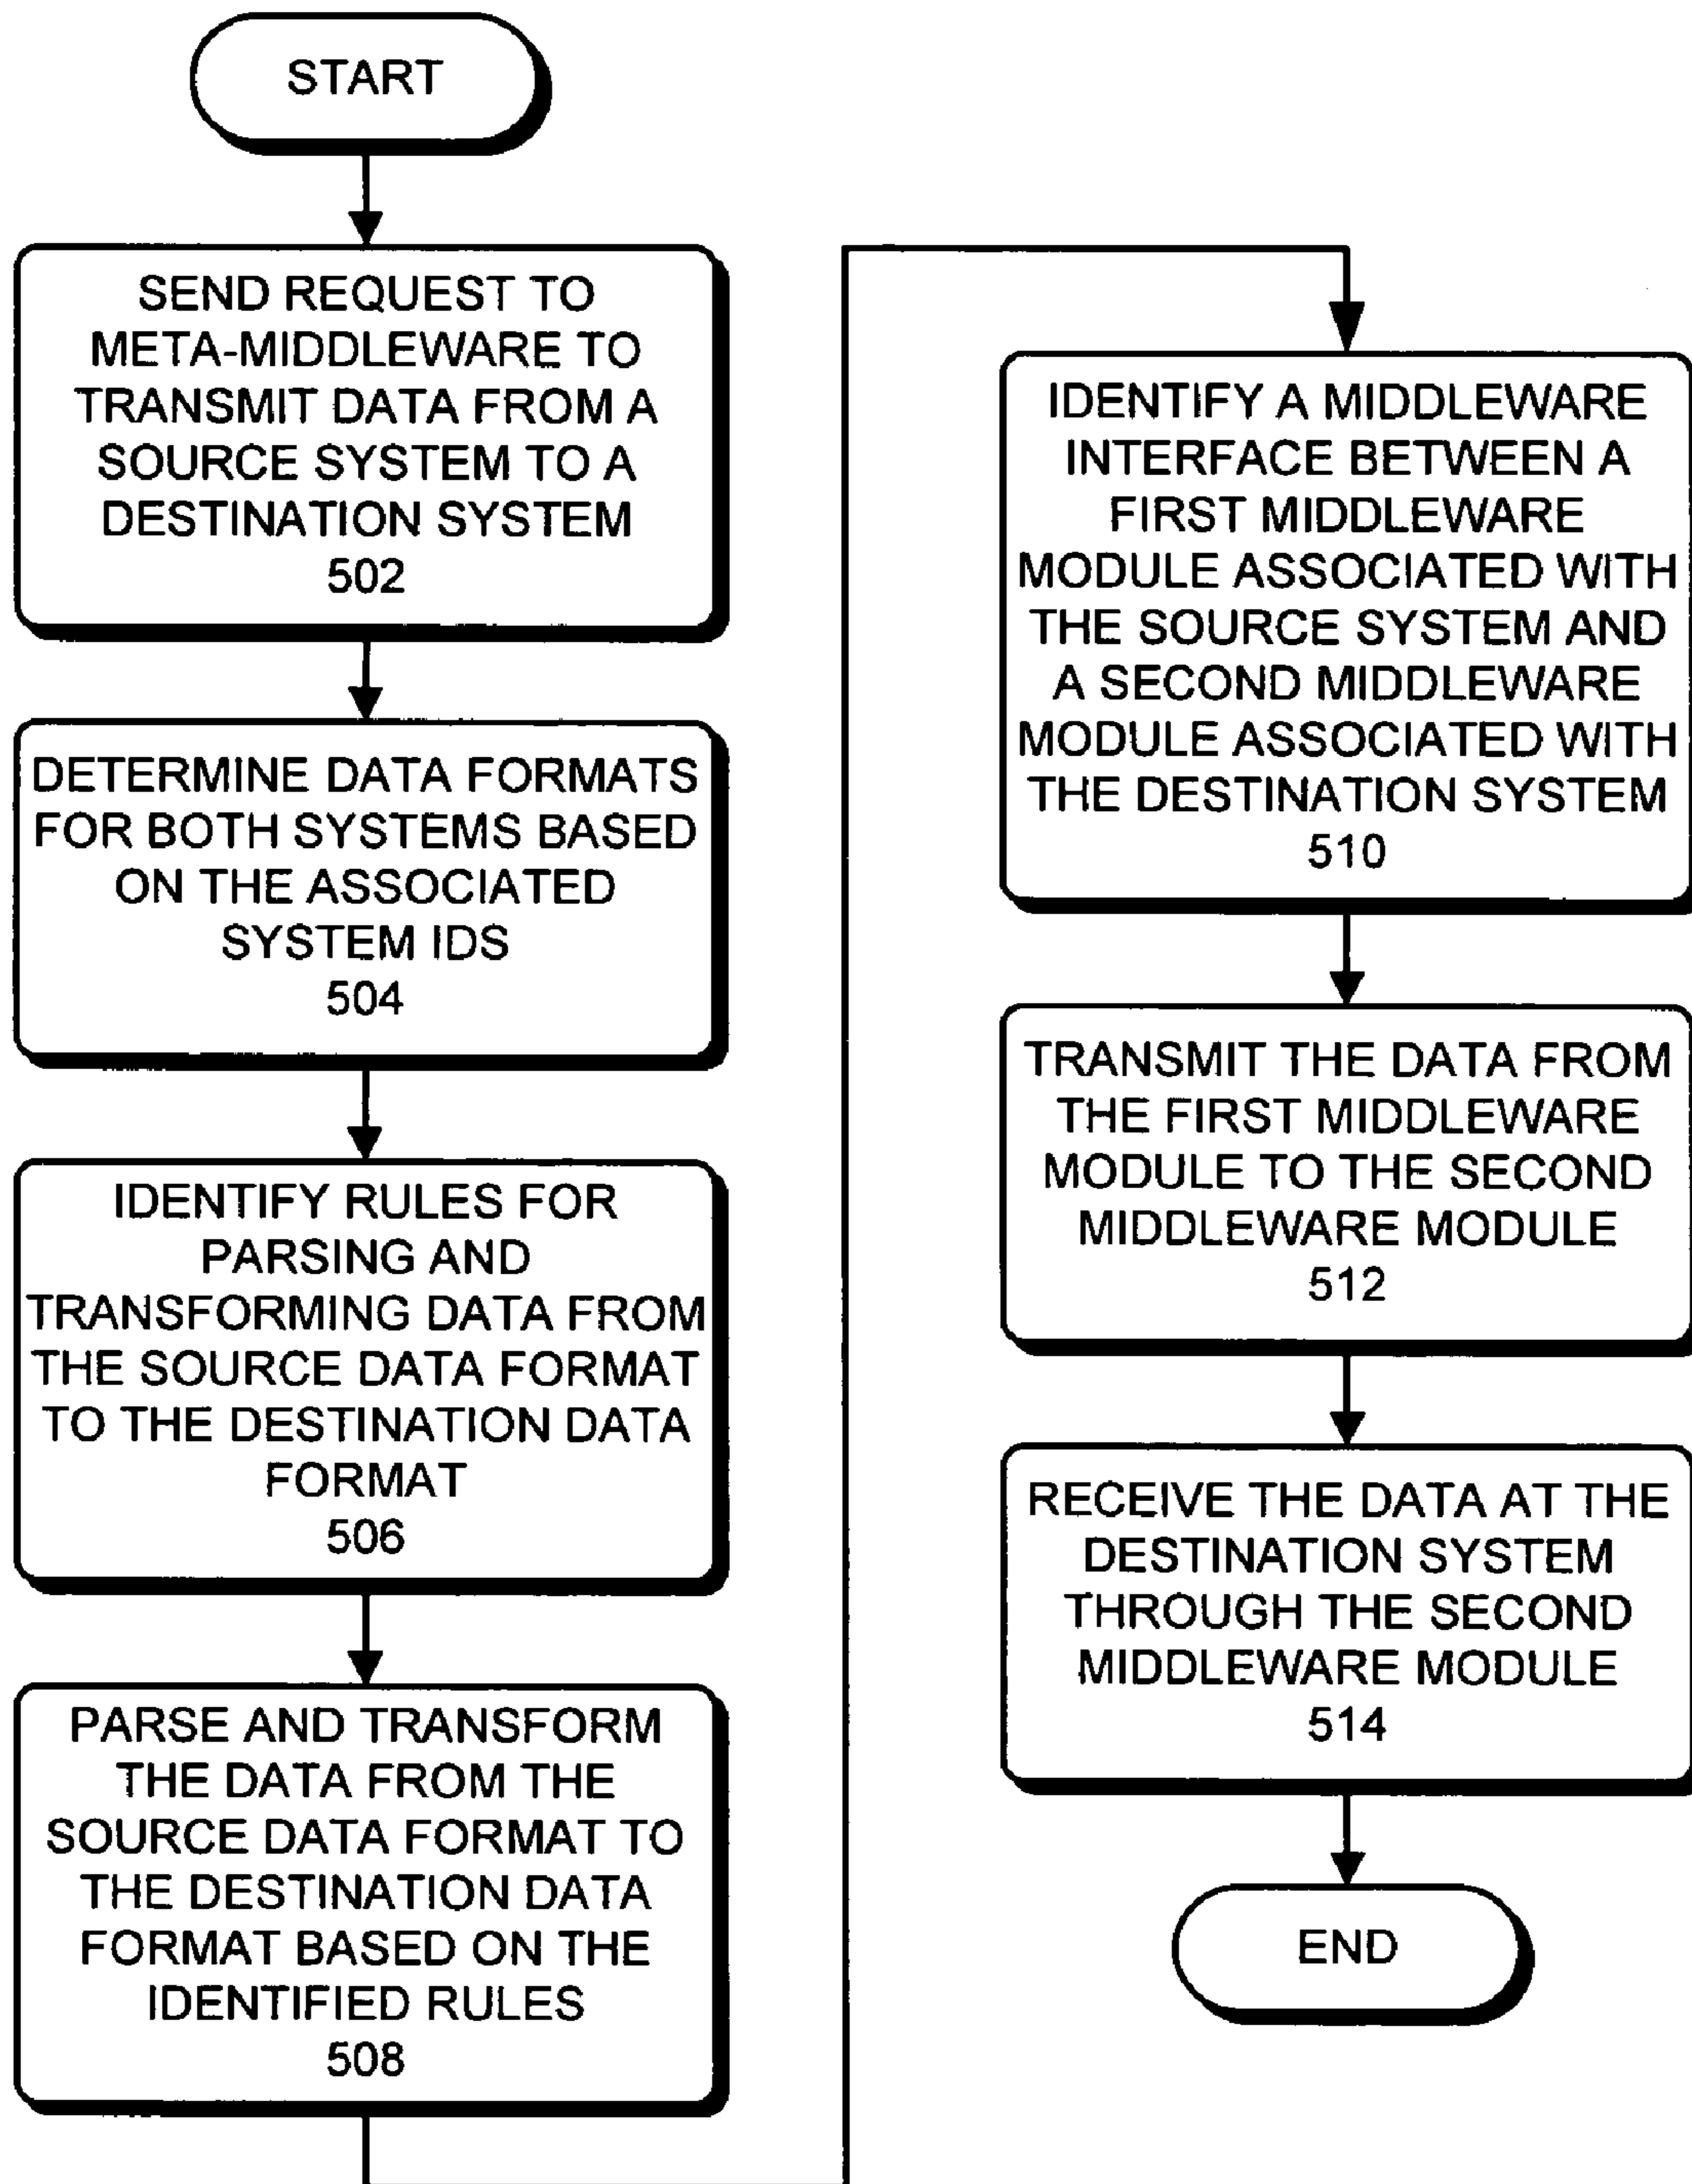 START
SEND REQUEST TO
META-MIDDLEWARE TO
TRANSMIT DATA FROM A
SOURCE SYSTEM TO A
DESTINATION SYSTEM
502
DETERMINE DATA FORMATS
FOR BOTH SYSTEMS BASED
ON THE ASSOCIATED
SYSTEM IDS
504
IDENTIFY RULES FOR
PARSING AND
TRANSFORMING DATA FROM
THE SOURCE DATA FORMAT
TO THE DESTINATION DATA
FORMAT
506
PARSE AND TRANSFORM
THE DATA FROM THE
SOURCE DATA FORMAT TO
THE DESTINATION DATA
FORMAT BASED ON THE
IDENTIFIED RULES
508
IDENTIFY A MIDDLEWARE
INTERFACE BETWEEN A
FIRST MIDDLEWARE
MODULE ASSOCIATED WITH
THE SOURCE SYSTEM AND
A SECOND MIDDLEWARE
MODULE ASSOCIATED WITH
THE DESTINATION SYSTEM
510
TRANSMIT THE DATA FROM
THE FIRST MIDDLEWARE
MODULE TO THE SECOND
MIDDLEWARE MODULE
512
RECEIVE THE DATA AT THE
DESTINATION SYSTEM
THROUGH THE SECOND
MIDDLEWARE MODULE
514
END